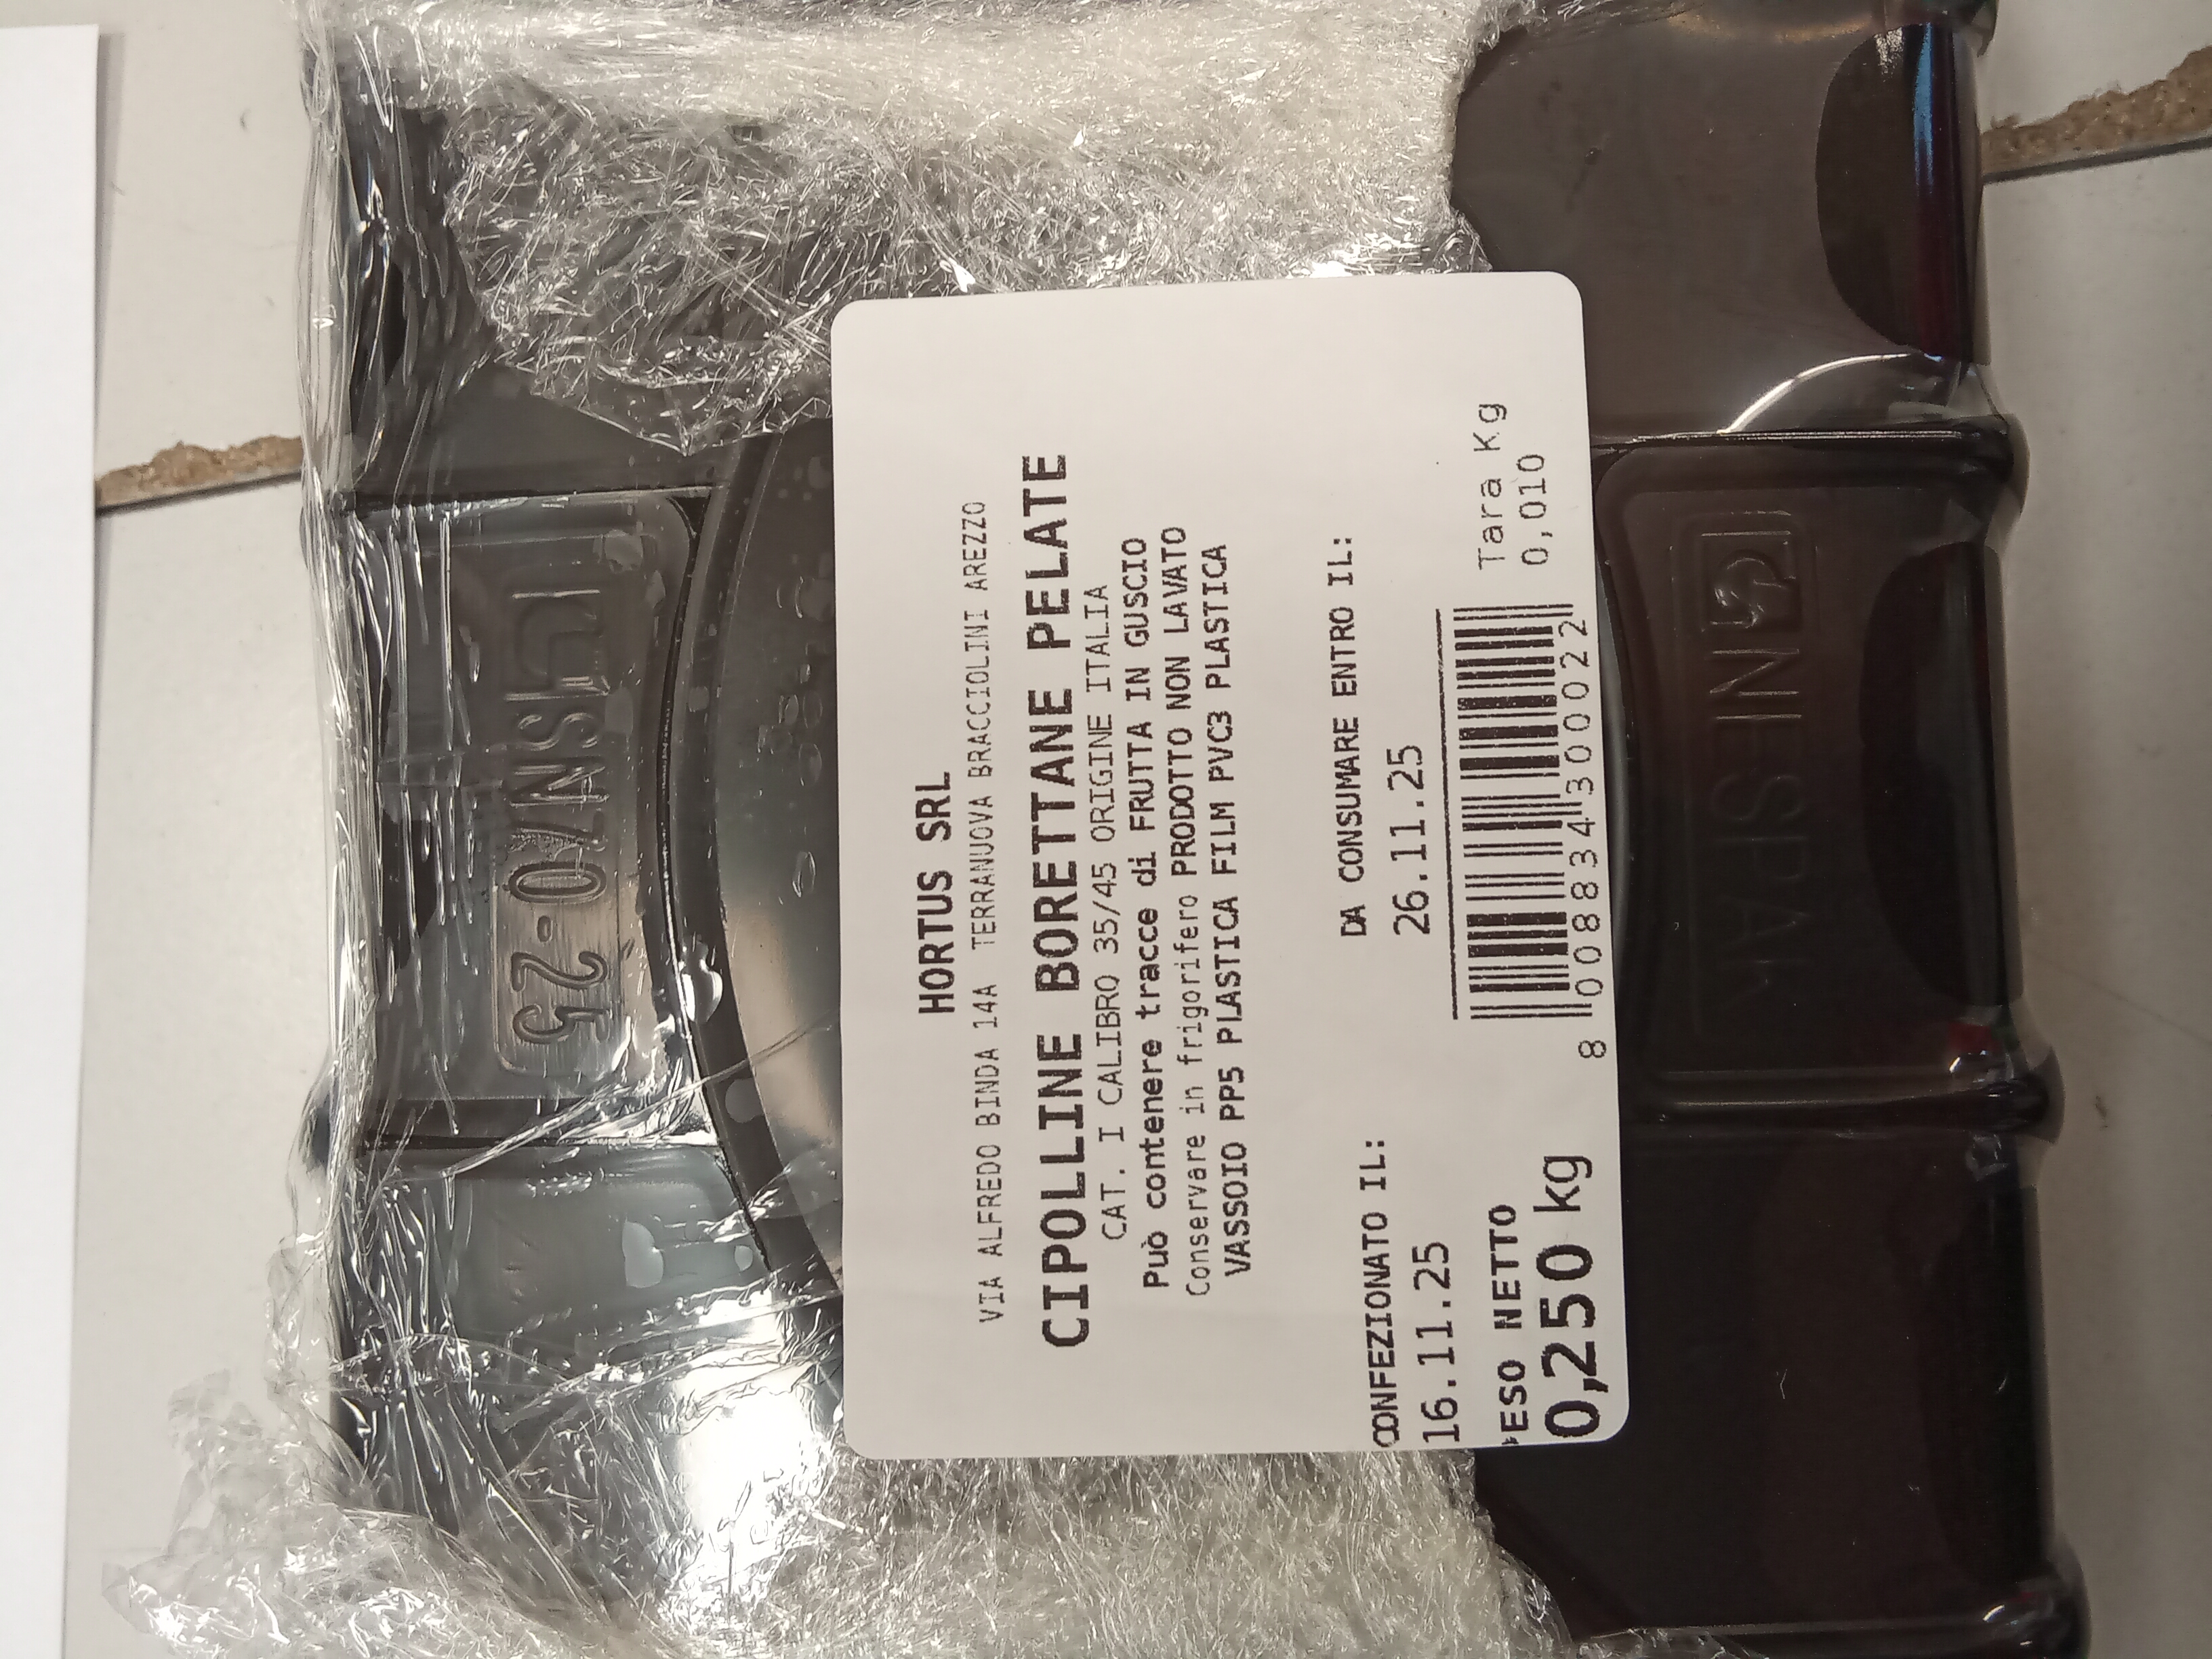 HORTUS SRL
VIA ALFREDO BINDA 14A TERRANUOVA BRACCIOLINI AREZZO
CIPOLLINE BORETTANE PELATE
CAT. I CALIBRO 35/45 ORIGINE ITALIA
Può contenere tracce di FRUTTA IN GUSCIO
Conservare in frigorifero PRODOTTO NON LAVATO
VASSOIO PP5 PLASTICA FILM PVC3 PLASTICA
CONFEZIONATO IL:
16.11.25
DA CONSUMARE ENTRO IL:
26.11.25
PESO NETTO
0,250 kg
8 008834 300022
Tara Kg
0,010
SN70-25